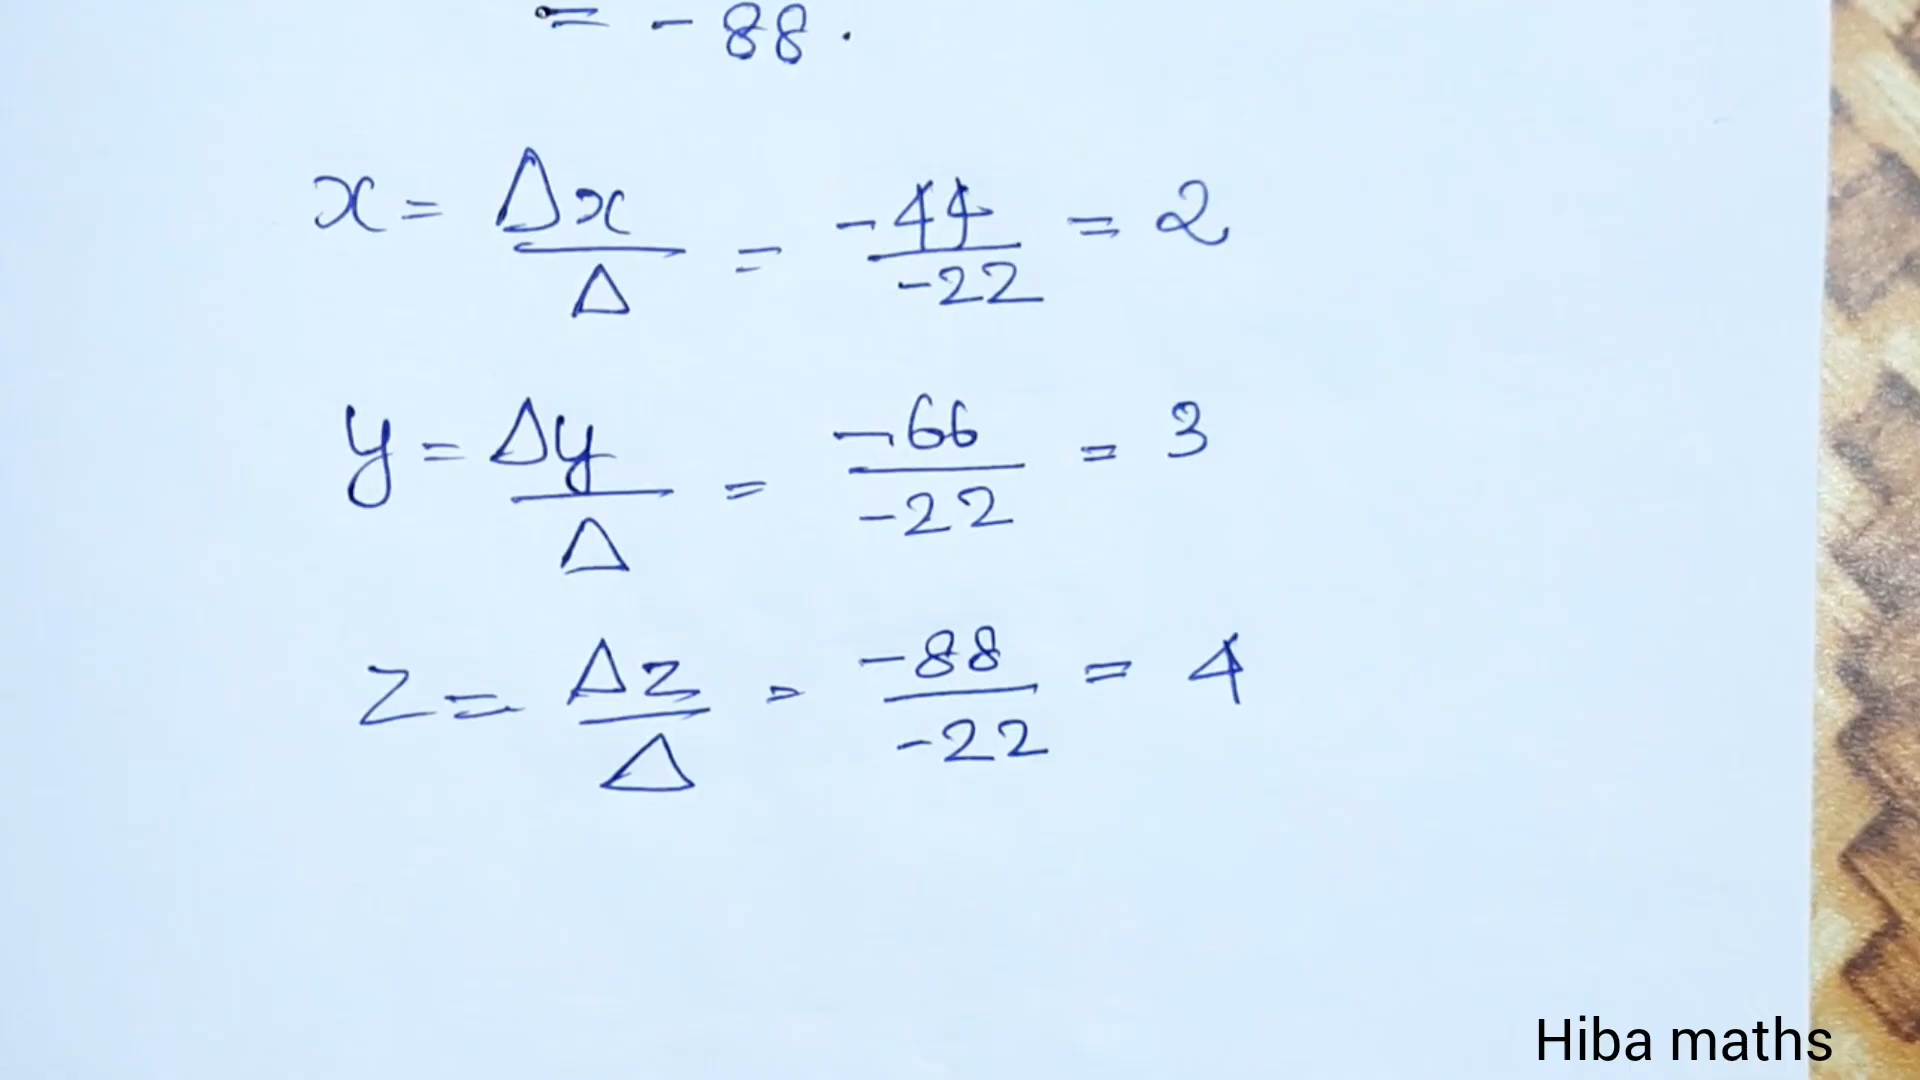 = - 88.
x = Δx / Δ = -44 / -22 = 2
y = Δy / Δ = -66 / -22 = 3
z = Δz / Δ = -88 / -22 = 4
Hiba maths